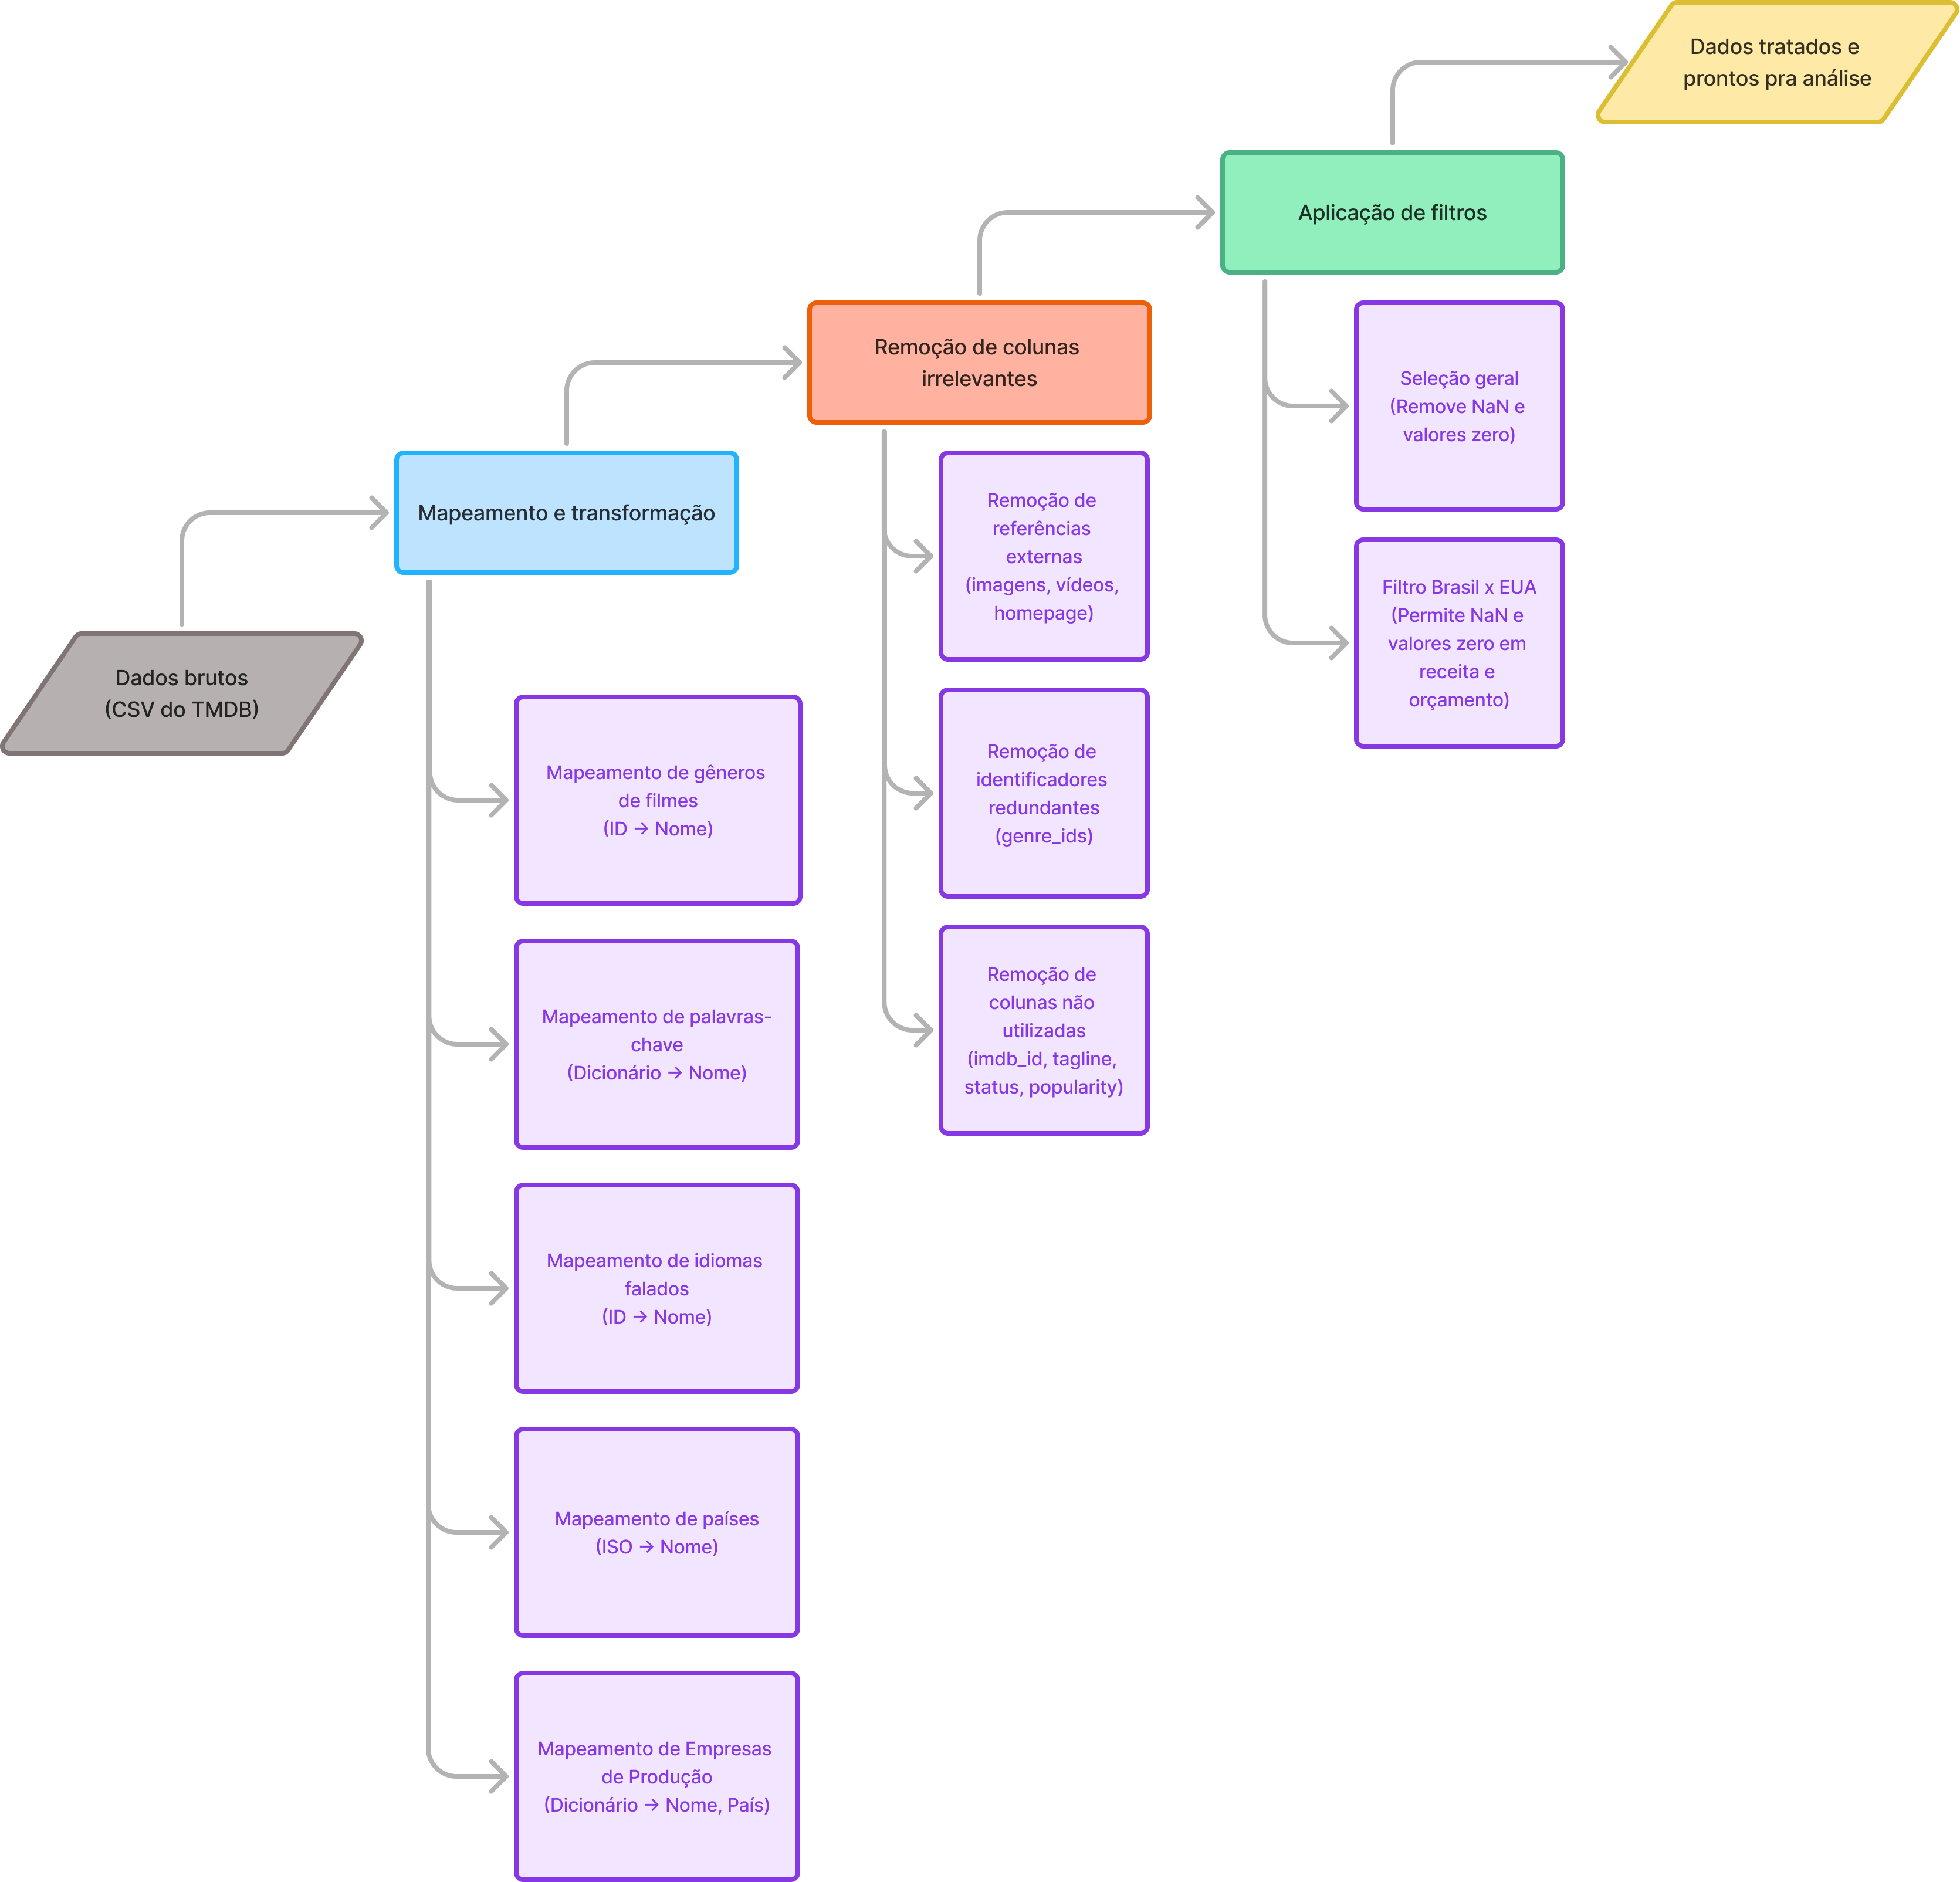 Dados tratados e
prontos pra análise
Aplicação de filtros
Seleção geral
(Remove NaN e
valores zero)
Filtro Brasil x EUA
(Permite NaN e
valores zero em
receita e
orçamento)
Remoção de colunas
irrelevantes
Remoção de
referências
externas
(imagens, vídeos,
homepage)
Remoção de
identificadores
redundantes
(genre_ids)
Remoção de
colunas não
utilizadas
(imdb_id, tagline,
status, popularity)
Mapeamento e transformação
Dados brutos
(CSV do TMDB)
Mapeamento de gêneros
de filmes
(ID → Nome)
Mapeamento de palavras-
chave
(Dicionário → Nome)
Mapeamento de idiomas
falados
(ID → Nome)
Mapeamento de países
(ISO → Nome)
Mapeamento de Empresas
de Produção
(Dicionário → Nome, País)